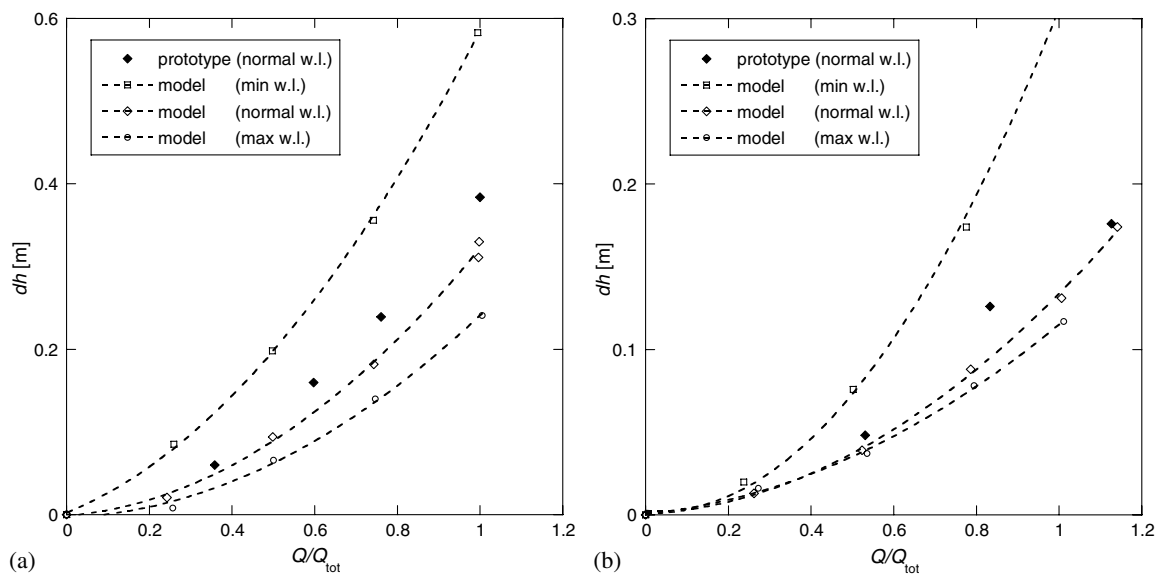 0.6
prototype (normal w.l.)
model (min w.l.)
model (normal w.l.)
model (max w.l.)
0.4
dh [m]
0.2
0
0 0.2 0.4 0.6 0.8 1 1.2
(a)
Q/Qtot
0.3
prototype (normal w.l.)
model (min w.l.)
model (normal w.l.)
model (max w.l.)
0.2
dh [m]
0.1
0
0 0.2 0.4 0.6 0.8 1 1.2
(b)
Q/Qtot